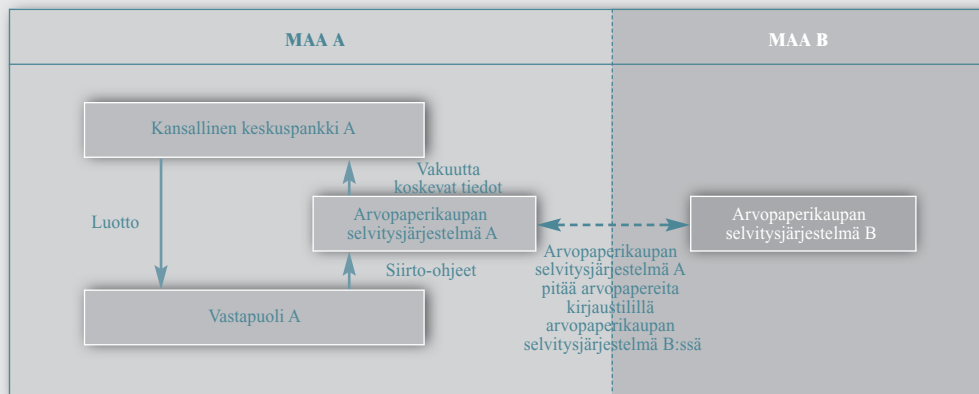 MAA A
MAA B
Kansallinen keskuspankki A
Vakuutta
koskevat tiedot
Luotto
Arvopaperikaupan
selvitysjärjestelmä A
Arvopaperikaupan
selvitysjärjestelmä B
Siirto-ohjeet
Arvopaperikaupan
selvitysjärjestelmä A
pitää arvopapereita
kirjaustilillä
arvopaperikaupan
selvitysjärjestelmä B:ssä
Vastapuoli A